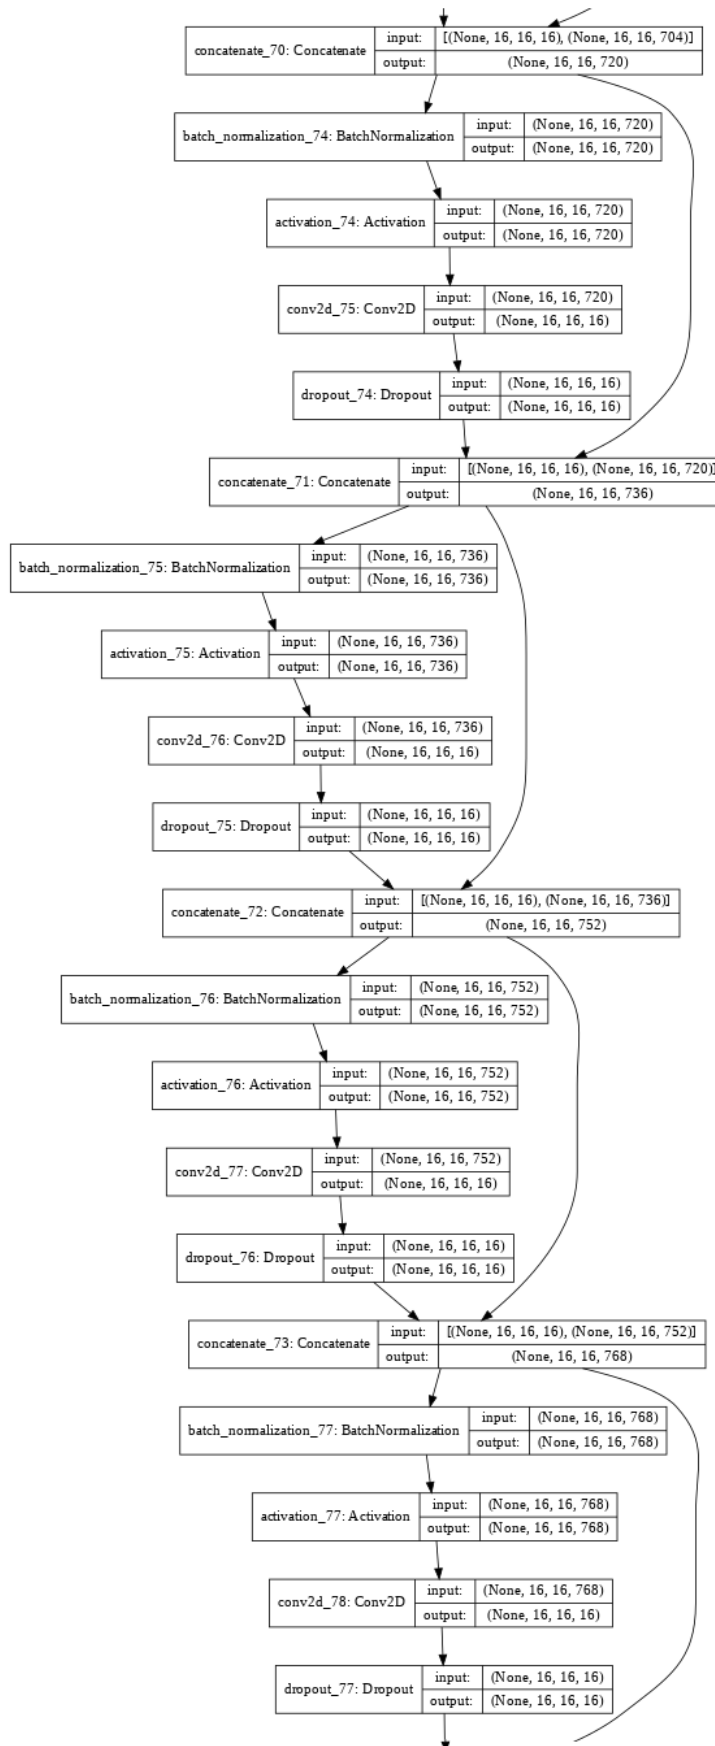 concatenate_70: Concatenate
input: [(None, 16, 16, 16), (None, 16, 16, 704)]
output: (None, 16, 16, 720)
batch_normalization_74: BatchNormalization
input: (None, 16, 16, 720)
output: (None, 16, 16, 720)
activation_74: Activation
input: (None, 16, 16, 720)
output: (None, 16, 16, 720)
conv2d_75: Conv2D
input: (None, 16, 16, 720)
output: (None, 16, 16, 16)
dropout_74: Dropout
input: (None, 16, 16, 16)
output: (None, 16, 16, 16)
concatenate_71: Concatenate
input: [(None, 16, 16, 16), (None, 16, 16, 720)]
output: (None, 16, 16, 736)
batch_normalization_75: BatchNormalization
input: (None, 16, 16, 736)
output: (None, 16, 16, 736)
activation_75: Activation
input: (None, 16, 16, 736)
output: (None, 16, 16, 736)
conv2d_76: Conv2D
input: (None, 16, 16, 736)
output: (None, 16, 16, 16)
dropout_75: Dropout
input: (None, 16, 16, 16)
output: (None, 16, 16, 16)
concatenate_72: Concatenate
input: [(None, 16, 16, 16), (None, 16, 16, 736)]
output: (None, 16, 16, 752)
batch_normalization_76: BatchNormalization
input: (None, 16, 16, 752)
output: (None, 16, 16, 752)
activation_76: Activation
input: (None, 16, 16, 752)
output: (None, 16, 16, 752)
conv2d_77: Conv2D
input: (None, 16, 16, 752)
output: (None, 16, 16, 16)
dropout_76: Dropout
input: (None, 16, 16, 16)
output: (None, 16, 16, 16)
concatenate_73: Concatenate
input: [(None, 16, 16, 16), (None, 16, 16, 752)]
output: (None, 16, 16, 768)
batch_normalization_77: BatchNormalization
input: (None, 16, 16, 768)
output: (None, 16, 16, 768)
activation_77: Activation
input: (None, 16, 16, 768)
output: (None, 16, 16, 768)
conv2d_78: Conv2D
input: (None, 16, 16, 768)
output: (None, 16, 16, 16)
dropout_77: Dropout
input: (None, 16, 16, 16)
output: (None, 16, 16, 16)